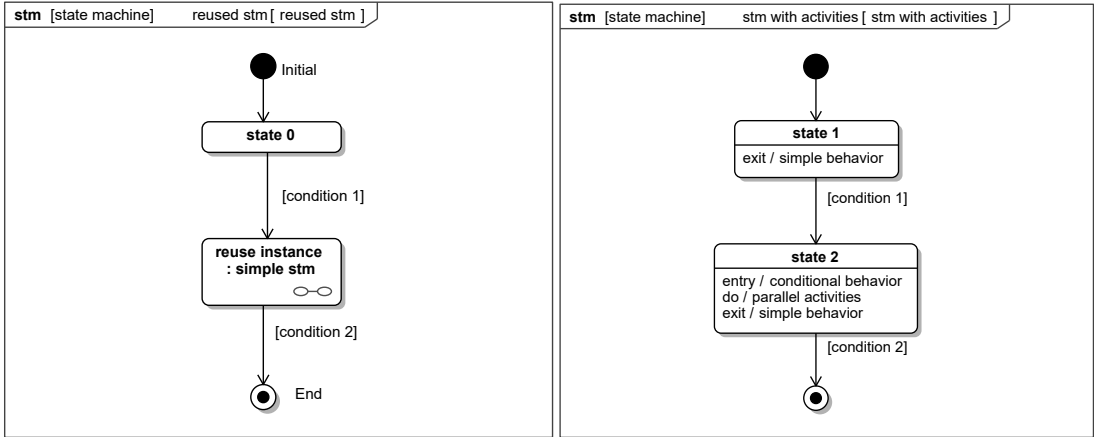 stm [state machine] reused stm[ reused stm ]
Initial
state 0
[condition 1]
reuse instance
: simple stm
[condition 2]
End
stm [state machine] stm with activities[ stm with activities ]
state 1
exit / simple behavior
[condition 1]
state 2
entry / conditional behavior
do / parallel activities
exit / simple behavior
[condition 2]